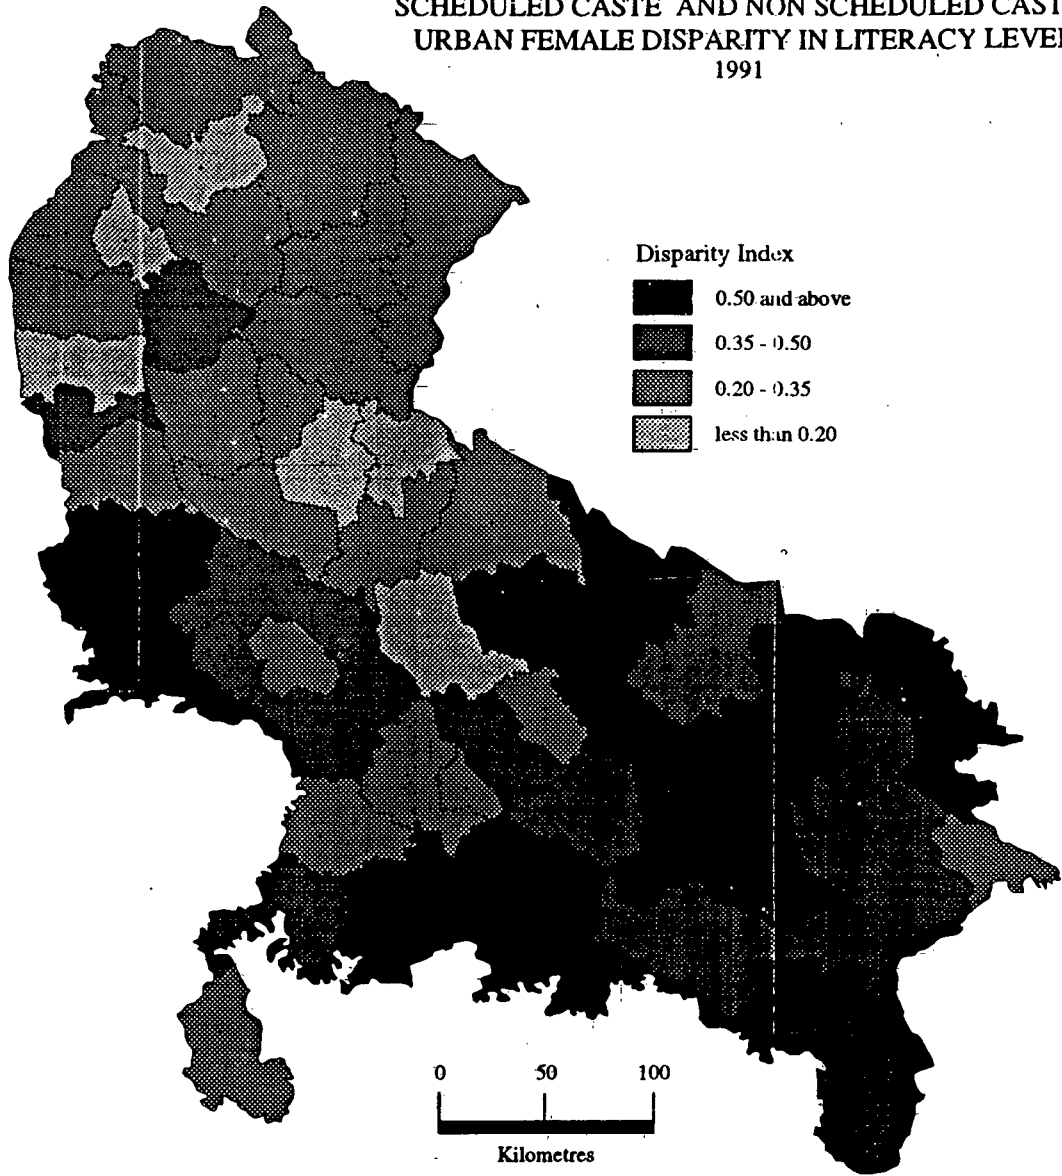 SCHEDULED CASTE AND NON SCHEDULED CAST
URBAN FEMALE DISPARITY IN LITERACY LEVEL
1991
Disparity Index
0.50 and above
0.35 - 0.50
0.20 - 0.35
less than 0.20
0 50 100
Kilometres